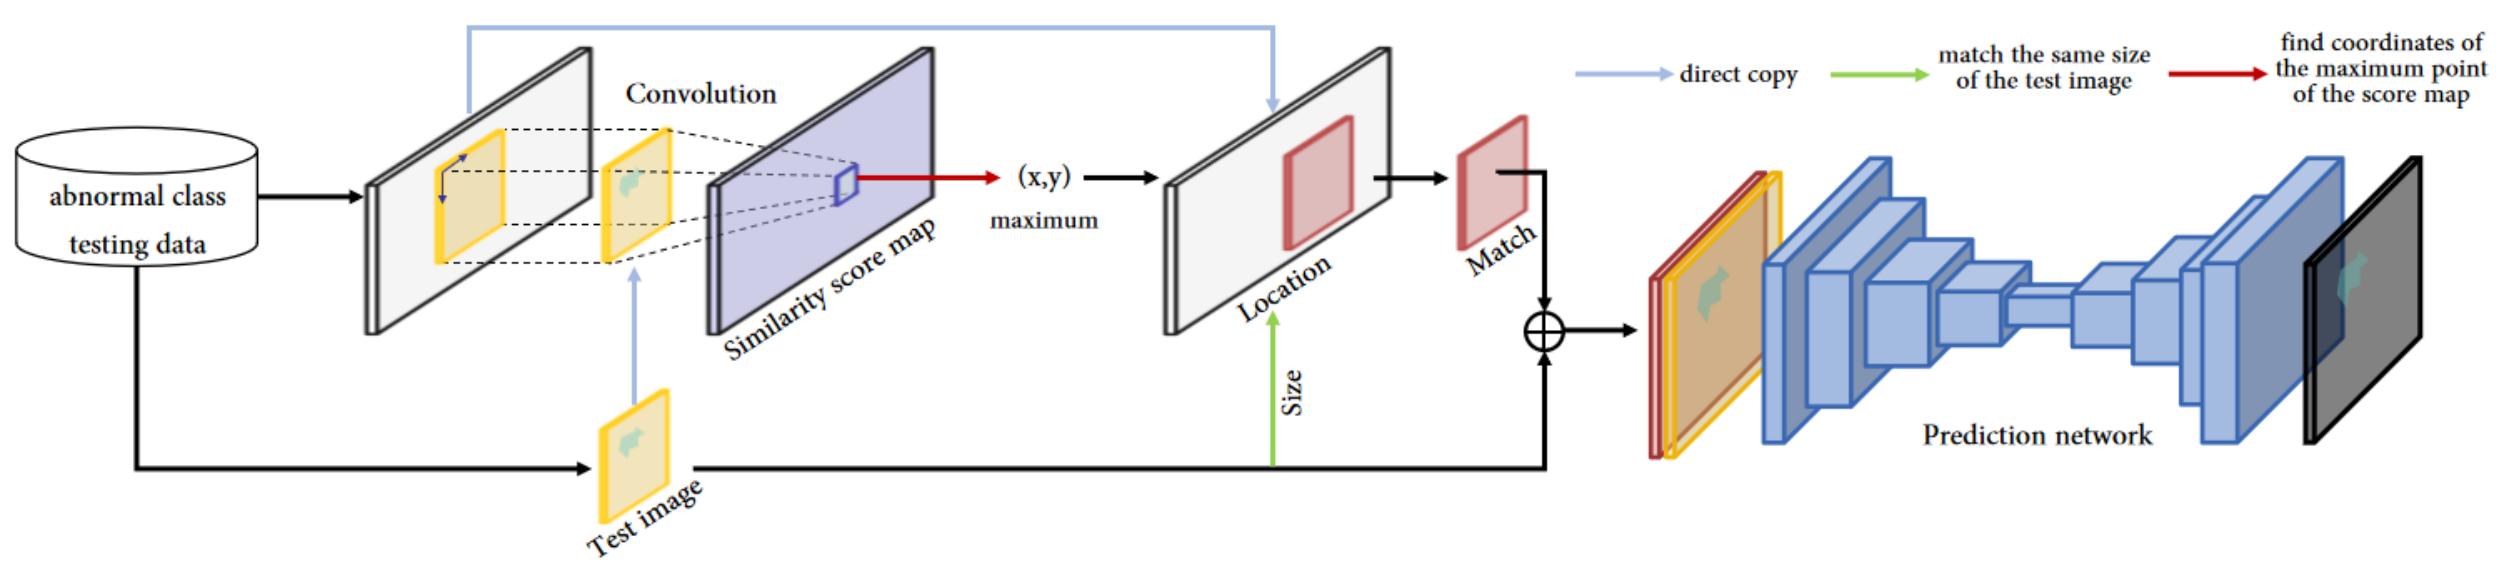 abnormal class
testing data
Convolution
Similarity score map
(x,y)
maximum
Location
Match
Size
Test image
direct copy
match the same size
of the test image
find coordinates of
the maximum point
of the score map
Prediction network